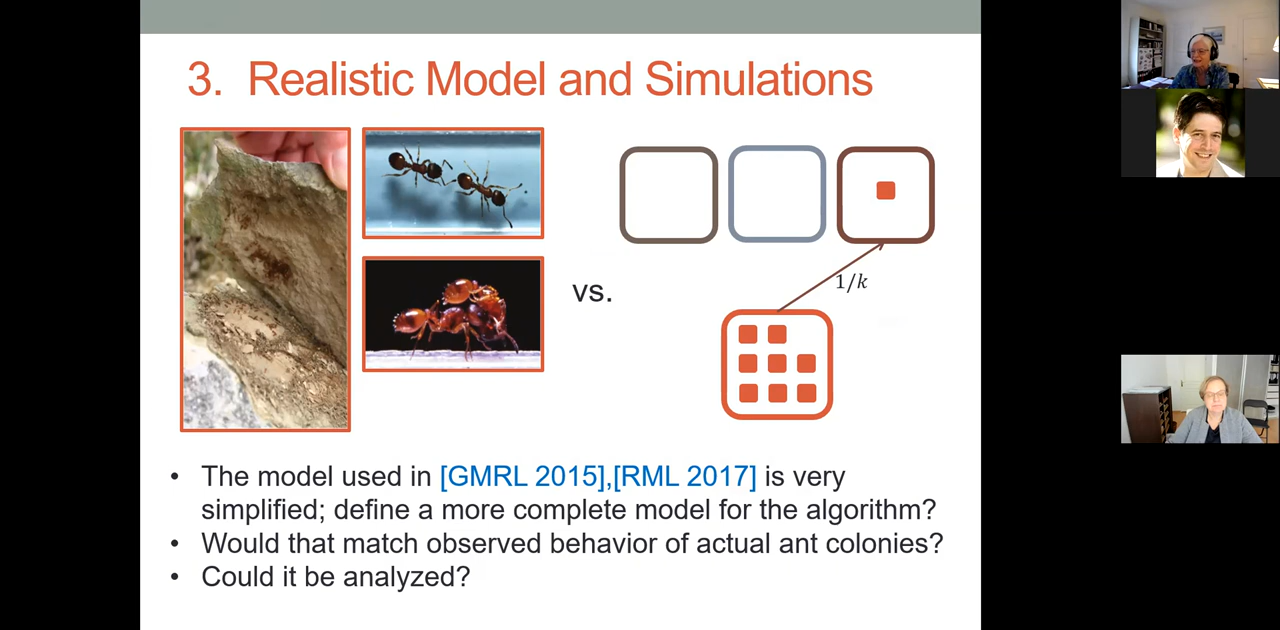 3. Realistic Model and Simulations
vs.
1/k
• The model used in [GMRL 2015],[RML 2017] is very
simplified; define a more complete model for the algorithm?
• Would that match observed behavior of actual ant colonies?
• Could it be analyzed?